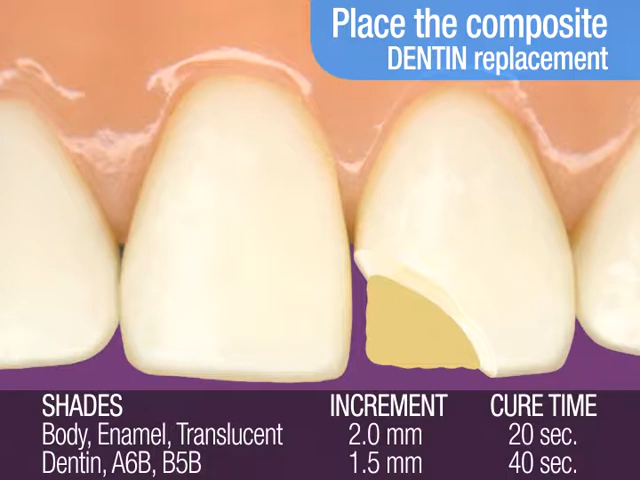 Place the composite
DENTIN replacement
SHADES INCREMENT CURE TIME
Body, Enamel, Translucent 2.0 mm 20 sec.
Dentin, A6B, B5B 1.5 mm 40 sec.